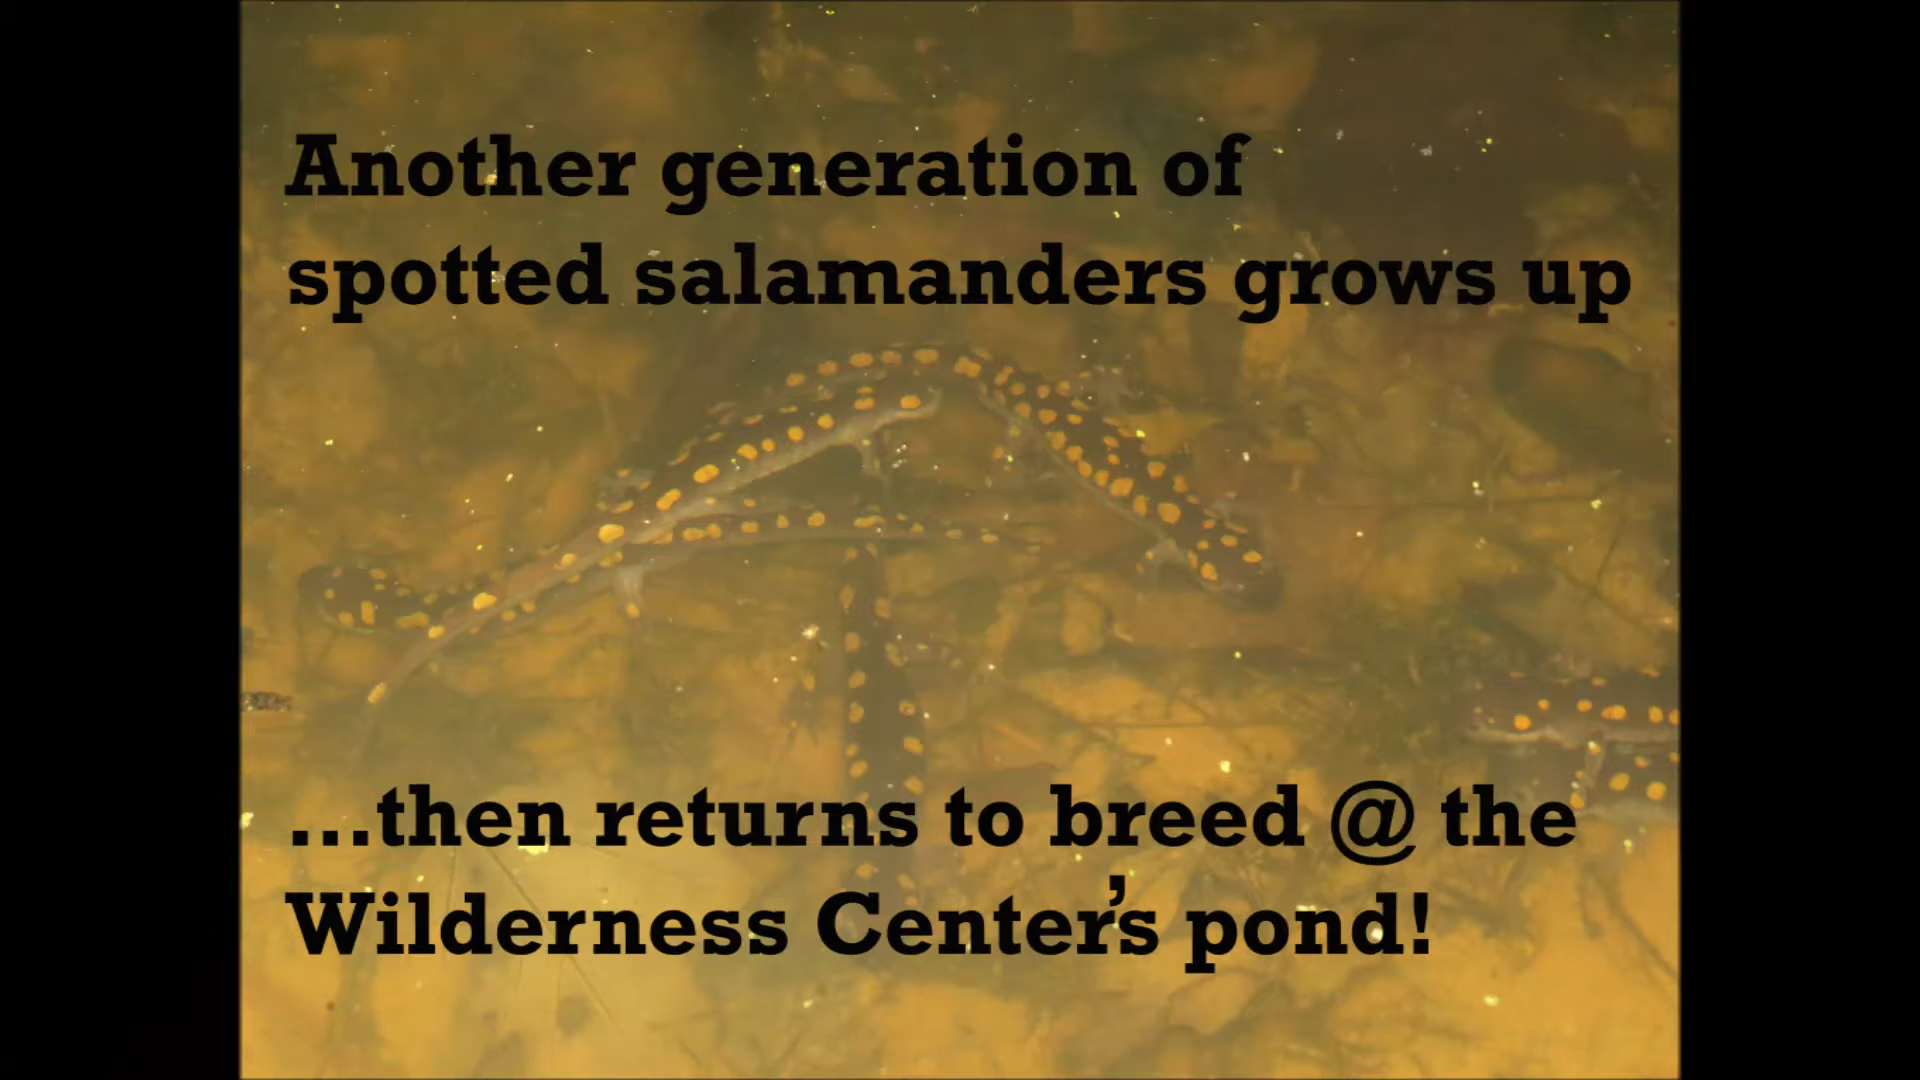 Another generation of
spotted salamanders grows up
...then returns to breed @ the
Wilderness Center's pond!